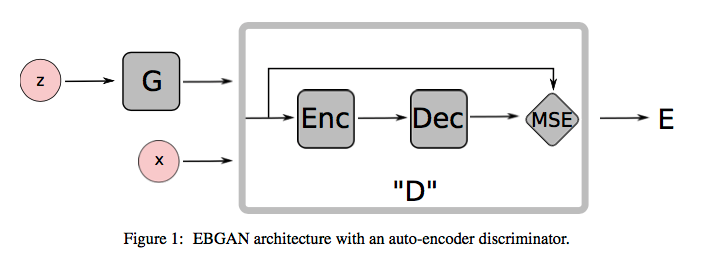 z
G
x
Enc
Dec
MSE
E
"D"
Figure 1: EBGAN architecture with an auto-encoder discriminator.